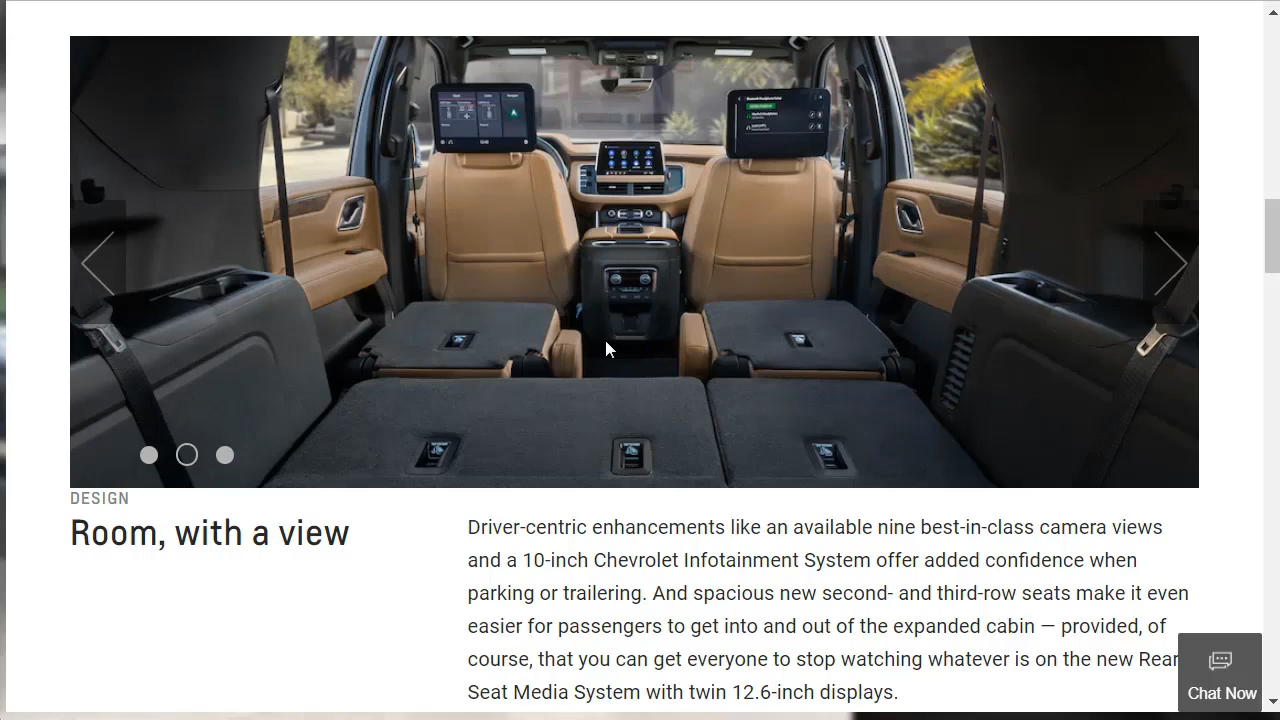 DESIGN
Room, with a view
Driver-centric enhancements like an available nine best-in-class camera views
and a 10-inch Chevrolet Infotainment System offer added confidence when
parking or trailering. And spacious new second- and third-row seats make it even
easier for passengers to get into and out of the expanded cabin — provided, of
course, that you can get everyone to stop watching whatever is on the new Rear
Seat Media System with twin 12.6-inch displays.
Chat Now